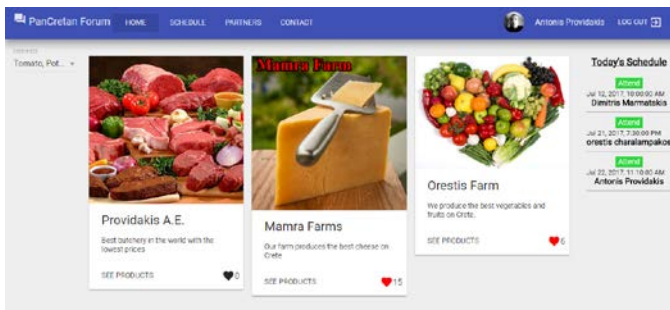 PanCretan Forum HOME SCHEDULE PARTNERS CONTACT Antonis Providakis LOG OUT
Tomato, Pot...
Providakis A.E.
Best butchery in the world with the
lowest prices
SEE PRODUCTS 0
Mamra Farm
Mamra Farms
Our farm produces the best cheese on
Crete
SEE PRODUCTS 15
Orestis Farm
We produce the best vegetables and
fruits on Crete.
SEE PRODUCTS 6
Today's Schedule
Attend
Jul 12, 2017, 10:00:00 AM
Dimitris Marmatakis
Attend
Jul 21, 2017, 7:30:00 PM
orestis charalampakos
Attend
Jul 22, 2017, 11:10:00 AM
Antonis Providakis